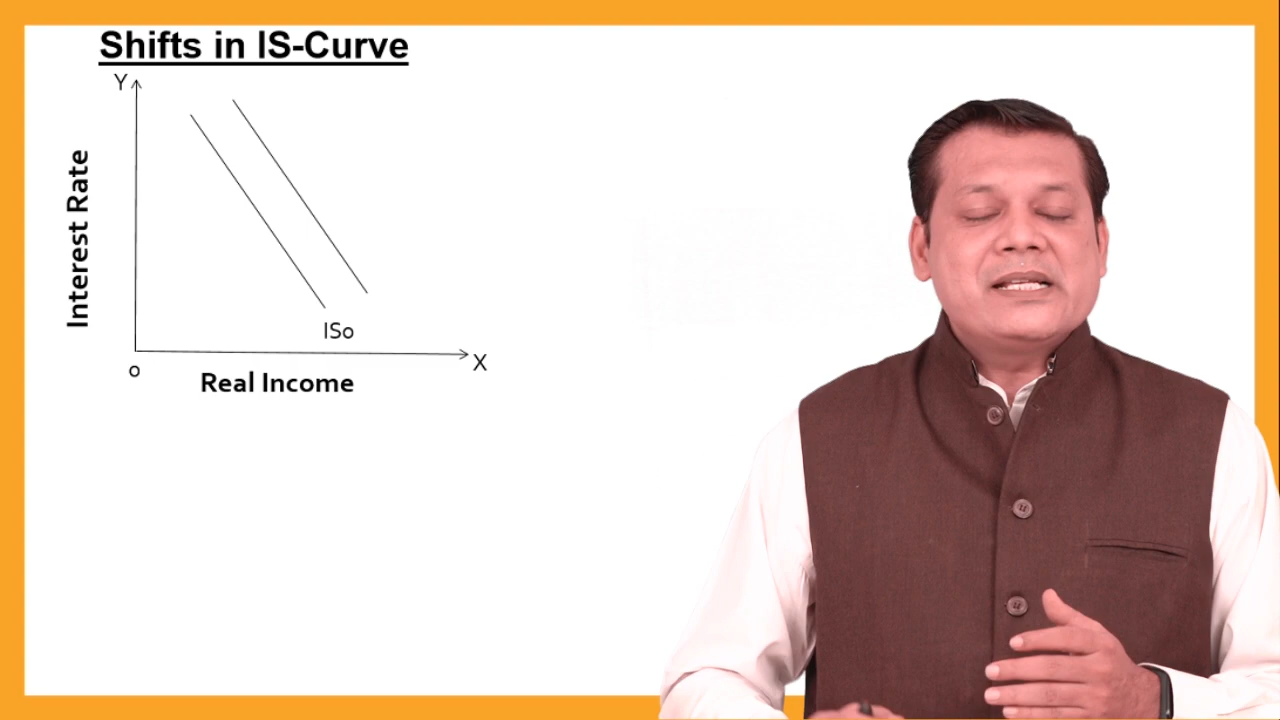 Shifts in IS-Curve
Y
Interest Rate
ISo
o
X
Real Income